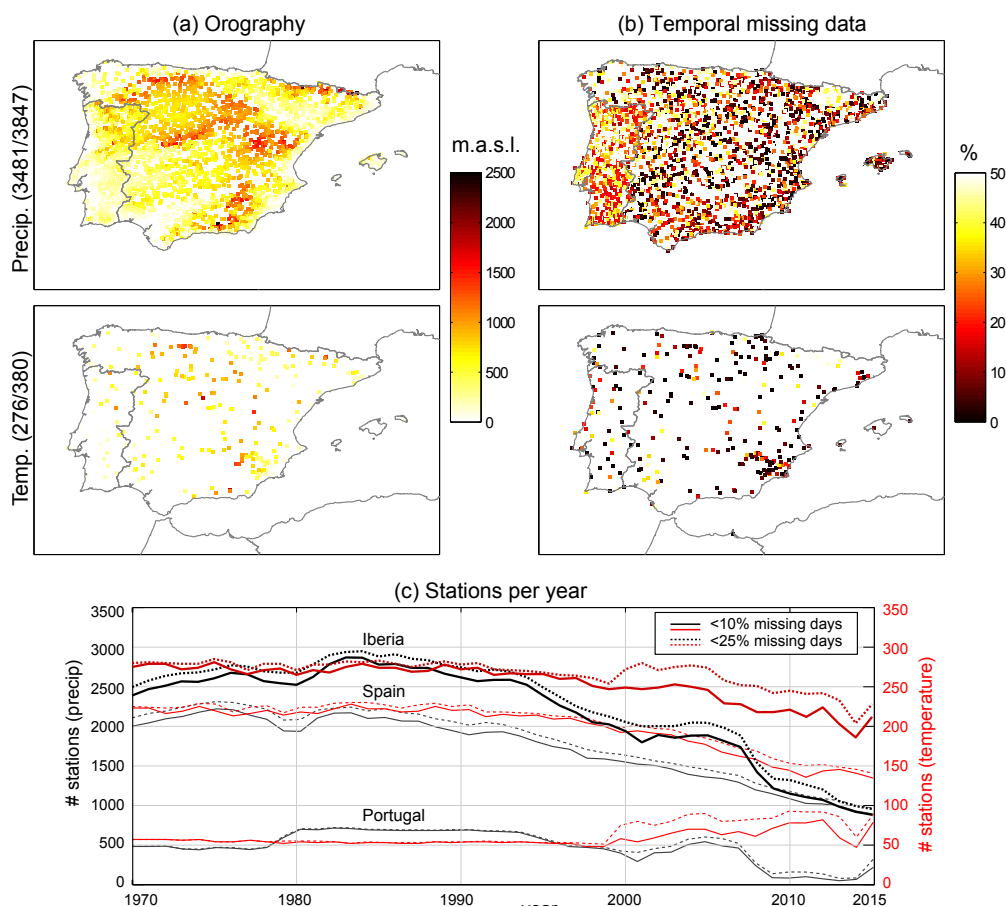 (a) Orography
(b) Temporal missing data
Precip. (3481/3847)
m.a.s.l.
2500
2000
1500
1000
500
0
%
50
40
30
20
10
0
Temp. (276/380)
(c) Stations per year
3500
3000
2500
2000
1500
1000
500
0
# stations (precip)
Iberia
Spain
Portugal
<10% missing days
<25% missing days
350
300
250
200
150
100
50
0
# stations (temperature)
1970
1980
1990
2000
2010
2015